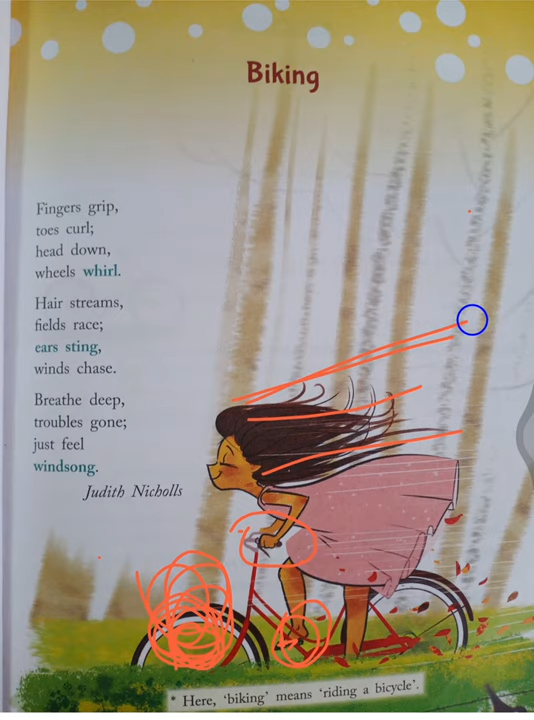 Biking
Fingers grip,
toes curl;
head down,
wheels whirl.
Hair streams,
fields race;
ears sting,
winds chase.
Breathe deep,
troubles gone;
just feel
windsong.
Judith Nicholls
* Here, ‘biking’ means ‘riding a bicycle’.